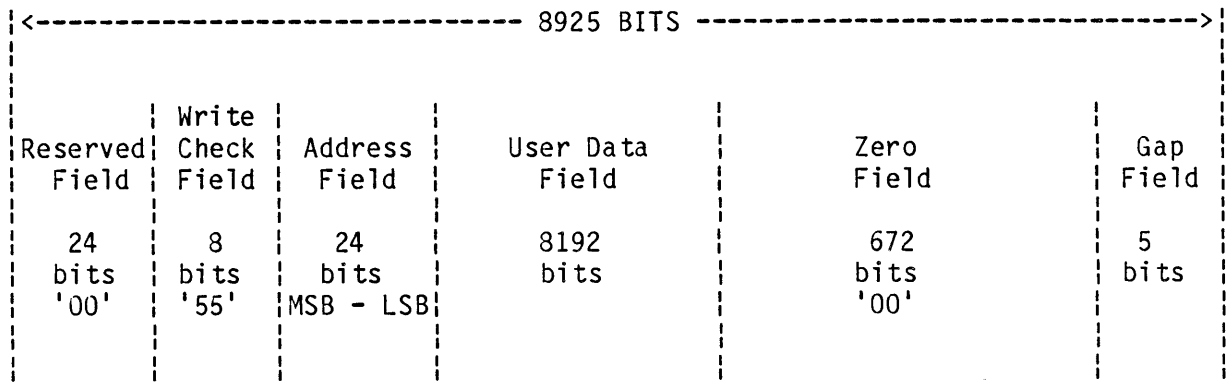 |<------------------------------- 8925 BITS ------------------------------->|
Write
Reserved Check Address User Data Zero Gap
Field Field Field Field Field Field
24 8 24 8192 672 5
bits bits bits bits bits bits
'00' '55' MSB - LSB '00'